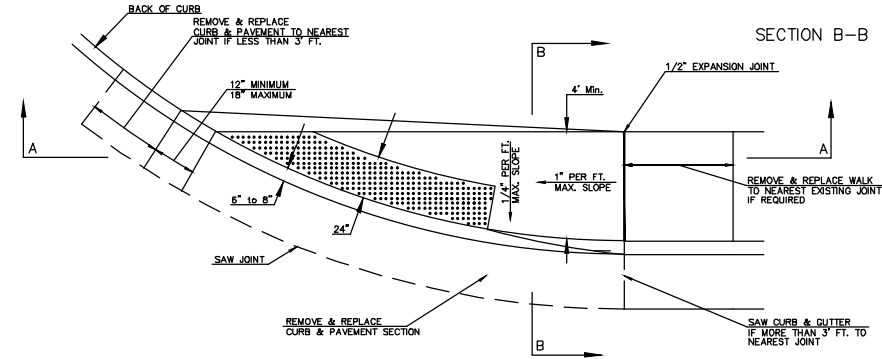 BACK OF CURB
REMOVE & REPLACE
CURB & PAVEMENT TO NEAREST
JOINT IF LESS THAN 3' FT.
12" MINIMUM
18" MAXIMUM
B
SECTION B-B
1/2" EXPANSION JOINT
4' Min.
A
A
1/4" PER FT.
MAX. SLOPE
1" PER FT.
MAX. SLOPE
REMOVE & REPLACE WALK
TO NEAREST EXISTING JOINT
IF REQUIRED
6" to 8"
24"
SAW JOINT
REMOVE & REPLACE
CURB & PAVEMENT SECTION
SAW CURB & GUTTER
IF MORE THAN 3' FT. TO
NEAREST JOINT
B